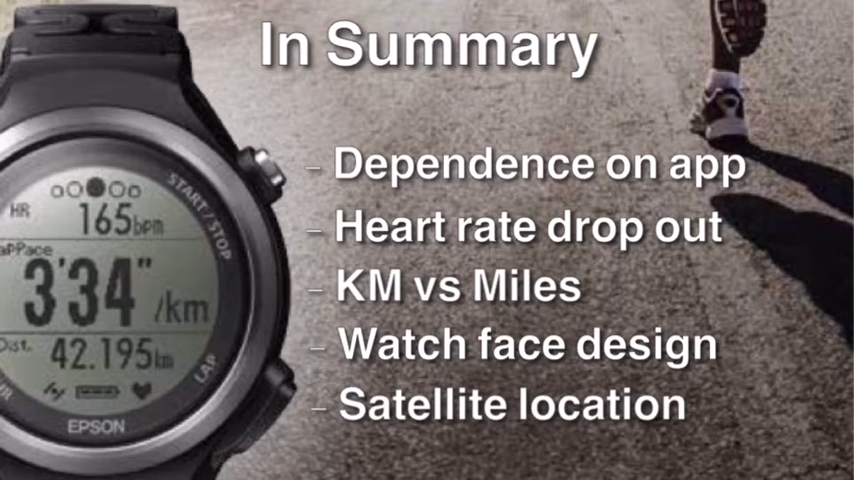 In Summary
- Dependence on app
- Heart rate drop out
- KM vs Miles
- Watch face design
- Satellite location
START/STOP
HR
165bpm
aPPace
3'34" /km
Dist.
42.195km
LAP
EPSON